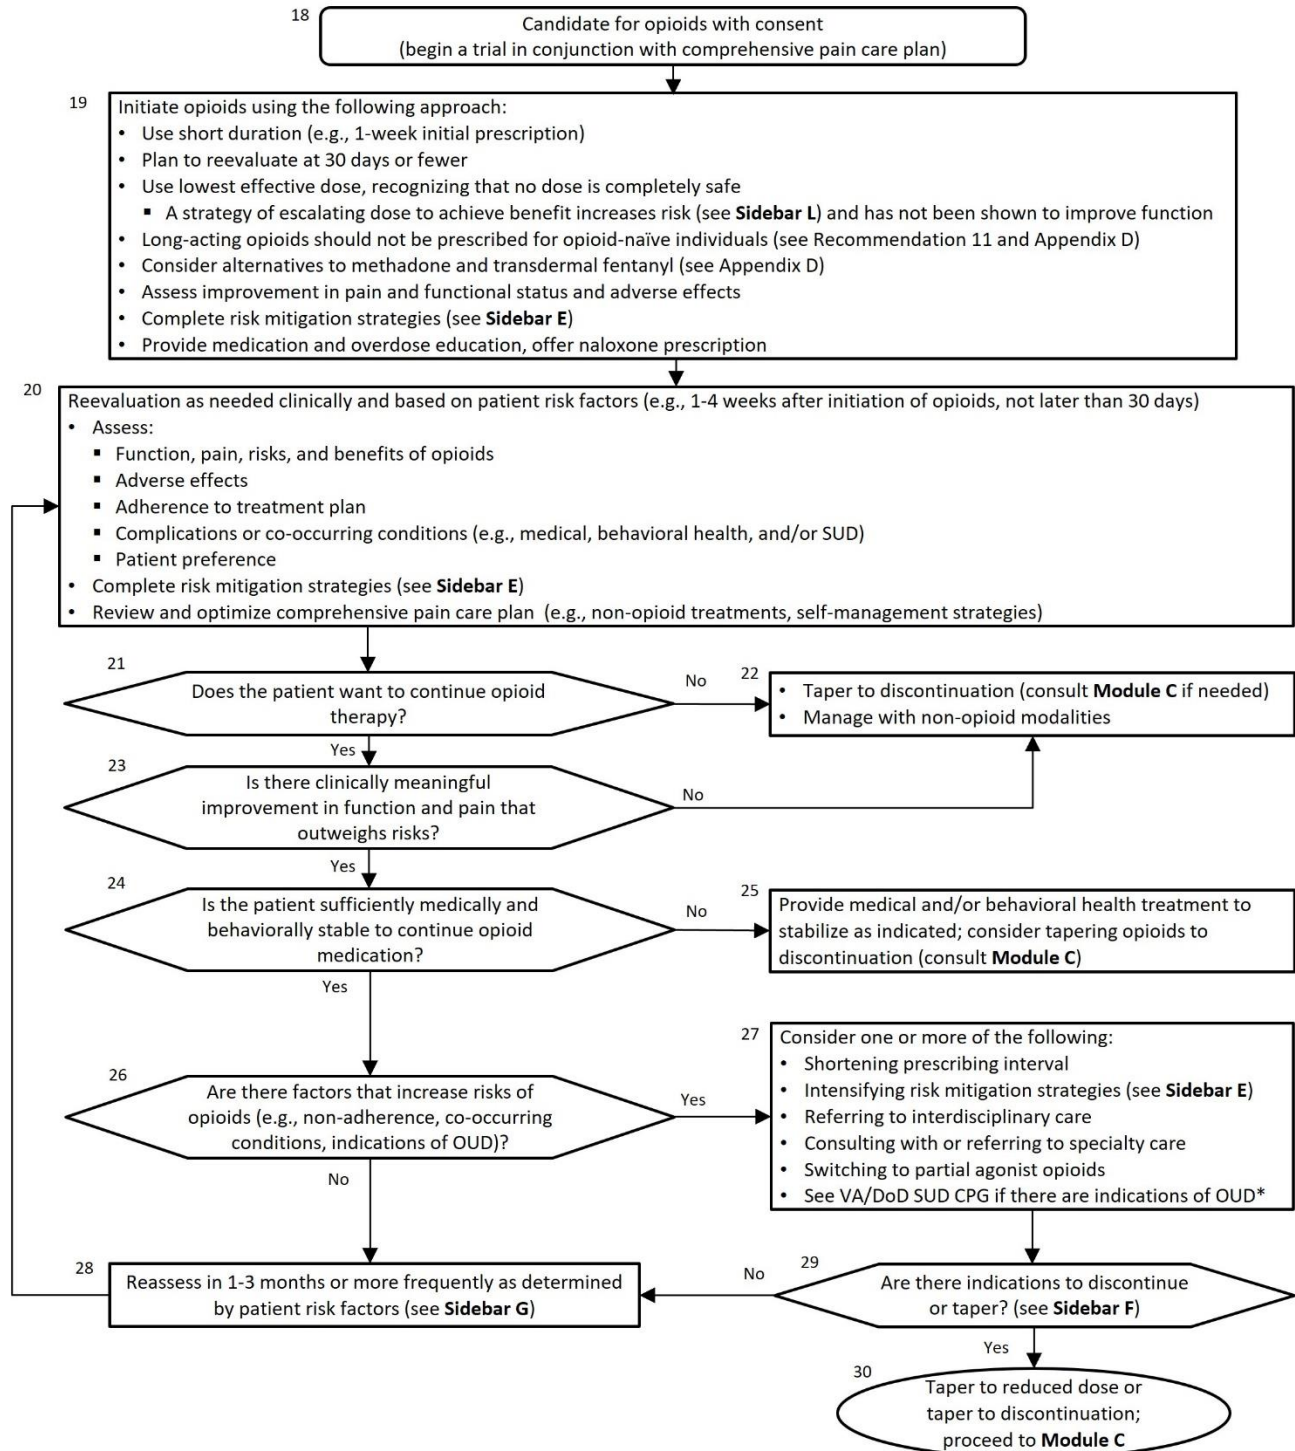 18
Candidate for opioids with consent
(begin a trial in conjunction with comprehensive pain care plan)
19
Initiate opioids using the following approach:
• Use short duration (e.g., 1-week initial prescription)
• Plan to reevaluate at 30 days or fewer
• Use lowest effective dose, recognizing that no dose is completely safe
▪ A strategy of escalating dose to achieve benefit increases risk (see Sidebar L) and has not been shown to improve function
• Long-acting opioids should not be prescribed for opioid-naïve individuals (see Recommendation 11 and Appendix D)
• Consider alternatives to methadone and transdermal fentanyl (see Appendix D)
• Assess improvement in pain and functional status and adverse effects
• Complete risk mitigation strategies (see Sidebar E)
• Provide medication and overdose education, offer naloxone prescription
20
Reevaluation as needed clinically and based on patient risk factors (e.g., 1-4 weeks after initiation of opioids, not later than 30 days)
• Assess:
▪ Function, pain, risks, and benefits of opioids
▪ Adverse effects
▪ Adherence to treatment plan
▪ Complications or co-occurring conditions (e.g., medical, behavioral health, and/or SUD)
▪ Patient preference
• Complete risk mitigation strategies (see Sidebar E)
• Review and optimize comprehensive pain care plan (e.g., non-opioid treatments, self-management strategies)
21
Does the patient want to continue opioid
therapy?
No
22
• Taper to discontinuation (consult Module C if needed)
• Manage with non-opioid modalities
Yes
23
Is there clinically meaningful
improvement in function and pain that
outweighs risks?
No
Yes
24
Is the patient sufficiently medically and
behaviorally stable to continue opioid
medication?
No
25
Provide medical and/or behavioral health treatment to
stabilize as indicated; consider tapering opioids to
discontinuation (consult Module C)
Yes
26
Are there factors that increase risks of
opioids (e.g., non-adherence, co-occurring
conditions, indications of OUD)?
Yes
27
Consider one or more of the following:
• Shortening prescribing interval
• Intensifying risk mitigation strategies (see Sidebar E)
• Referring to interdisciplinary care
• Consulting with or referring to specialty care
• Switching to partial agonist opioids
• See VA/DoD SUD CPG if there are indications of OUD*
No
28
Reassess in 1-3 months or more frequently as determined
by patient risk factors (see Sidebar G)
No
29
Are there indications to discontinue
or taper? (see Sidebar F)
Yes
30
Taper to reduced dose or
taper to discontinuation;
proceed to Module C